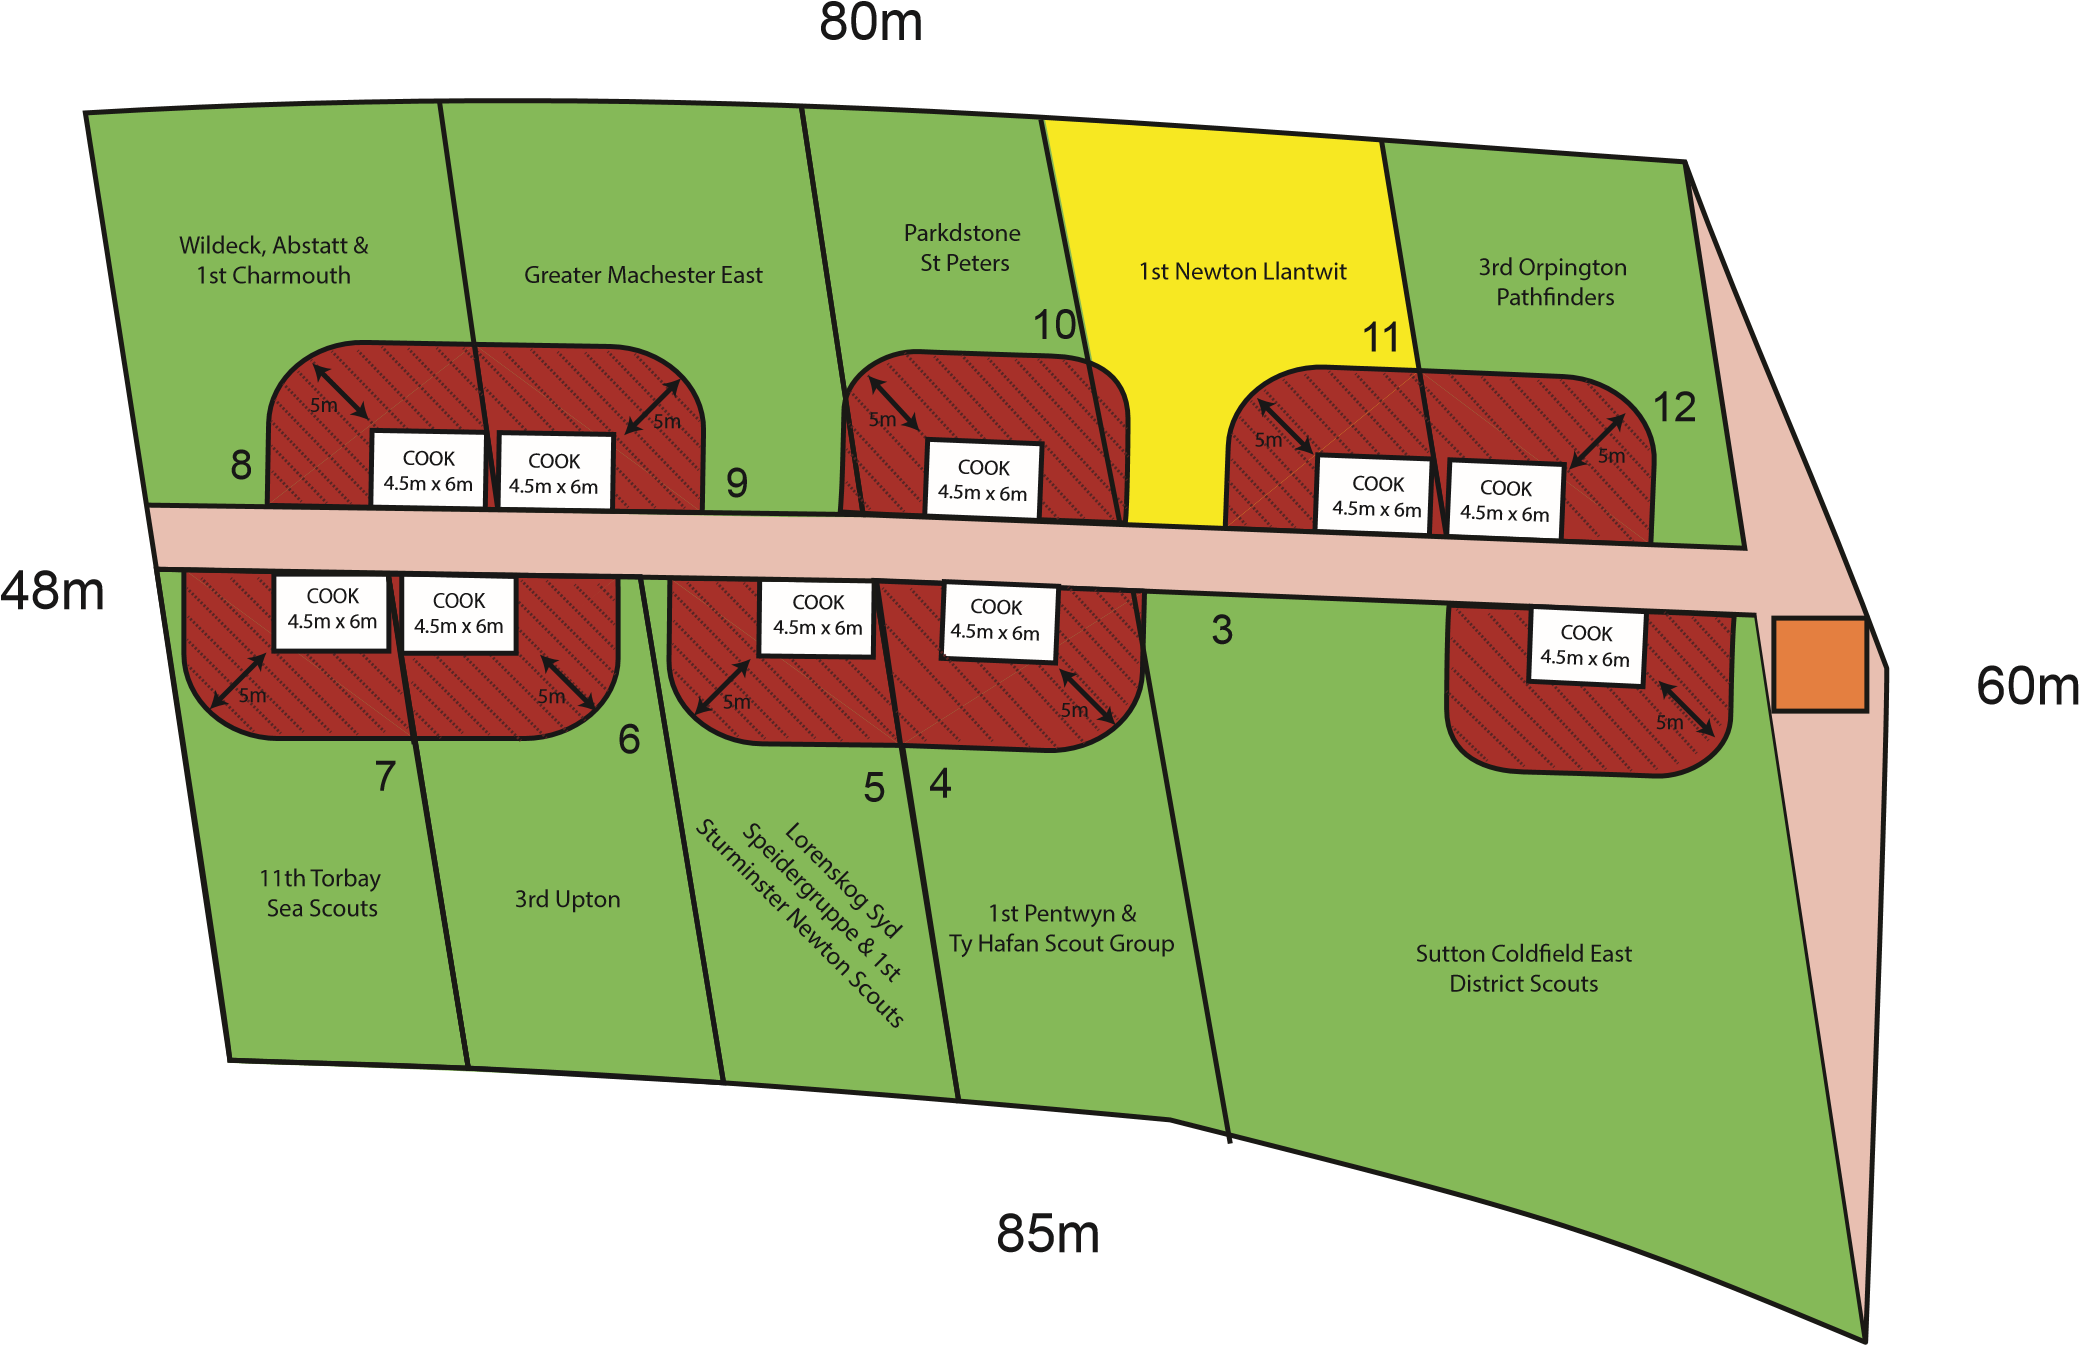 80m
Wildeck, Abstatt &
1st Charmouth
Greater Machester East
Parkdstone
St Peters
1st Newton Llantwit
3rd Orpington
Pathfinders
8
9
10
11
12
5m
5m
5m
5m
5m
COOK
4.5m x 6m
COOK
4.5m x 6m
COOK
4.5m x 6m
COOK
4.5m x 6m
COOK
4.5m x 6m
48m
60m
COOK
4.5m x 6m
COOK
4.5m x 6m
COOK
4.5m x 6m
COOK
4.5m x 6m
COOK
4.5m x 6m
5m
5m
5m
5m
5m
7
6
5
4
3
11th Torbay
Sea Scouts
3rd Upton
Lorenskog Syd
Speidergruppe & 1st
Sturminster Newton Scouts
1st Pentwyn &
Ty Hafan Scout Group
Sutton Coldfield East
District Scouts
85m